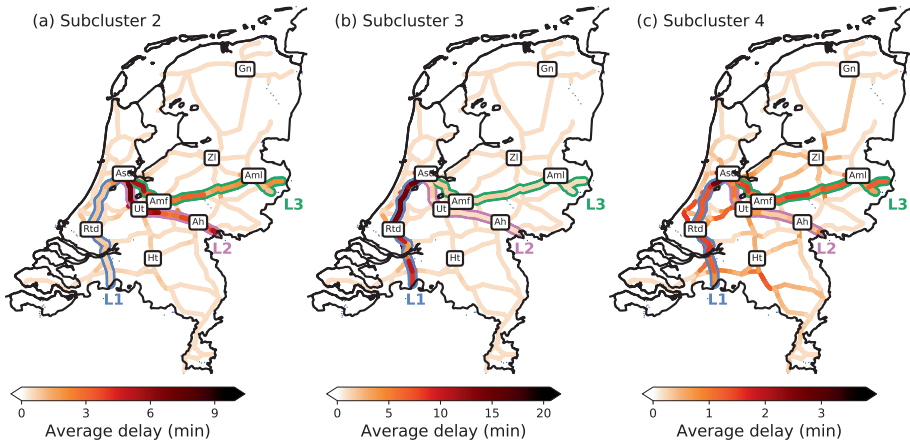 (a) Subcluster 2
Gn
Zl
Asd
Aml
Amf
Ut
Ah
Rtd
Ht
L3
L2
L1
0 3 6 9
Average delay (min)
(b) Subcluster 3
Gn
Zl
Asd
Aml
Amf
Ut
Ah
Rtd
Ht
L3
L2
L1
0 5 10 15 20
Average delay (min)
(c) Subcluster 4
Gn
Zl
Asd
Aml
Amf
Ut
Ah
Rtd
Ht
L3
L2
L1
0 1 2 3
Average delay (min)